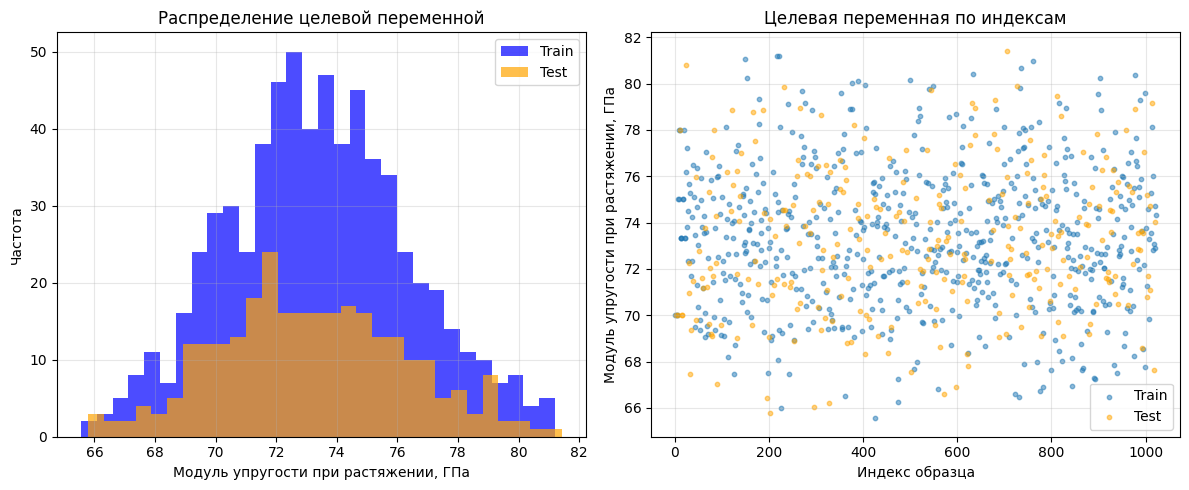 Распределение целевой переменной
Частота
50
40
30
20
10
0
Train
Test
66 68 70 72 74 76 78 80 82
Модуль упругости при растяжении, ГПа
Целевая переменная по индексам
Модуль упругости при растяжении, ГПа
82
80
78
76
74
72
70
68
66
Train
Test
0 200 400 600 800 1000
Индекс образца